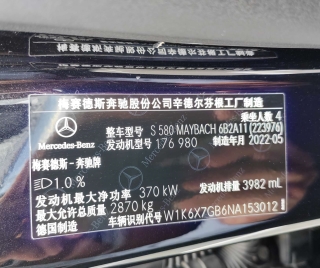 梅赛德斯奔驰股份公司辛德尔芬根工厂制造
乘坐人数 4
Mercedes-Benz
整车型号 S 580 MAYBACH 6B2A11 (223976)
发动机型号 176 980 制造年月 2022-05
梅赛德斯-奔驰牌
1.0%
发动机最大净功率 370 kW 发动机排量 3982 mL
最大允许总质量 2870 kg
车辆识别代号 W1K6X7GB6NA153012
德国制造